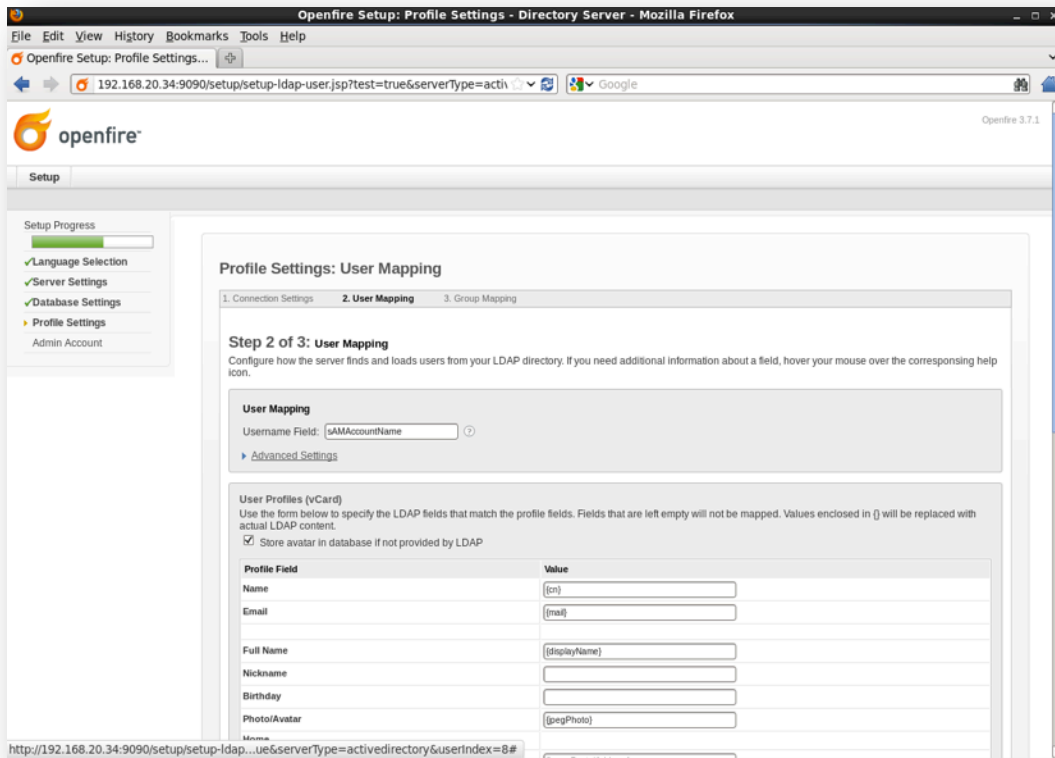 Openfire Setup: Profile Settings - Directory Server - Mozilla Firefox
File Edit View History Bookmarks Tools Help
Openfire Setup: Profile Settings...
192.168.20.34:9090/setup/setup-ldap-user.jsp?test=true&serverType=activ
Google
openfire™
Openfire 3.7.1
Setup
Setup Progress
Language Selection
Server Settings
Database Settings
Profile Settings
Admin Account
Profile Settings: User Mapping
1. Connection Settings 2. User Mapping 3. Group Mapping
Step 2 of 3: User Mapping
Configure how the server finds and loads users from your LDAP directory. If you need additional information about a field, hover your mouse over the corresponsing help
icon.
User Mapping
Username Field: sAMAccountName ?
Advanced Settings
User Profiles (vCard)
Use the form below to specify the LDAP fields that match the profile fields. Fields that are left empty will not be mapped. Values enclosed in {} will be replaced with
actual LDAP content.
Store avatar in database if not provided by LDAP
Profile Field Value
Name {cn}
Email {mail}
Full Name {displayName}
Nickname
Birthday
Photo/Avatar {jpegPhoto}
Home
http://192.168.20.34:9090/setup/setup-ldap...ue&serverType=activedirectory&userIndex=8#